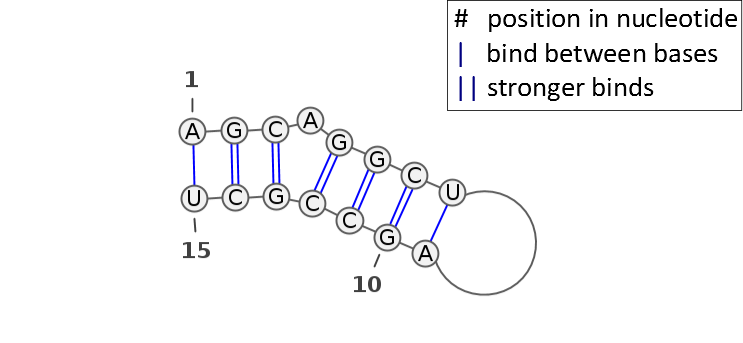 # position in nucleotide
| bind between bases
|| stronger binds
1
A G C A G G C U
U C G C C G A
15
10